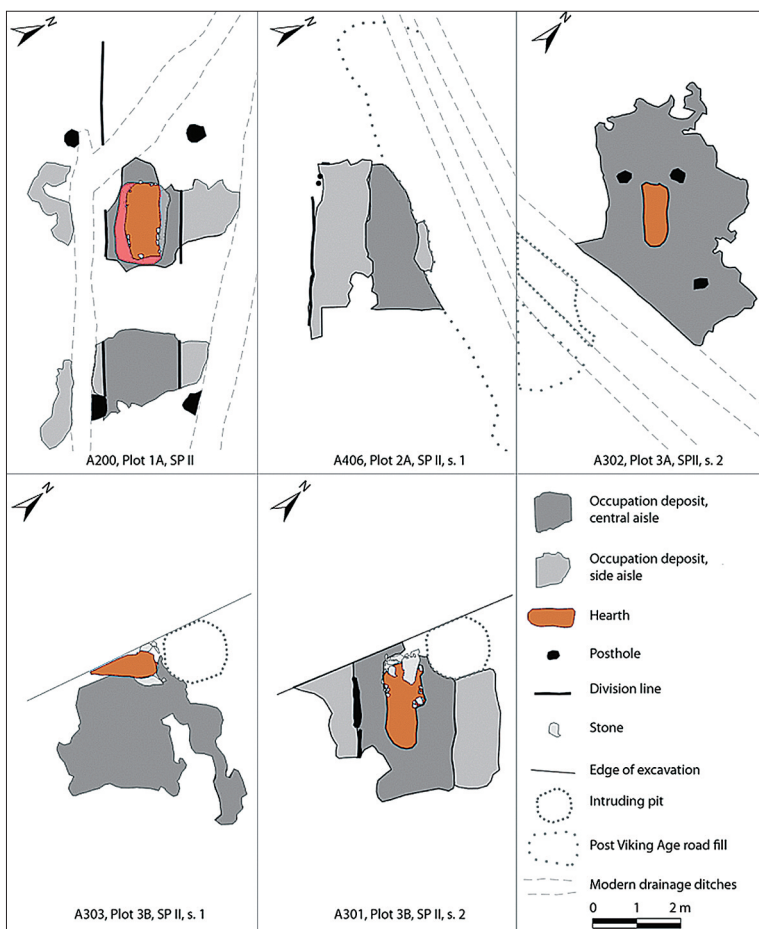 N
N
N
A200, Plot 1A, SP II
A406, Plot 2A, SP II, s. 1
A302, Plot 3A, SPII, s. 2
N
N
Occupation deposit,
central aisle
Occupation deposit,
side aisle
Hearth
Posthole
Division line
Stone
Edge of excavation
Intruding pit
Post Viking Age road fill
Modern drainage ditches
0 1 2 m
A303, Plot 3B, SP II, s. 1
A301, Plot 3B, SP II, s. 2